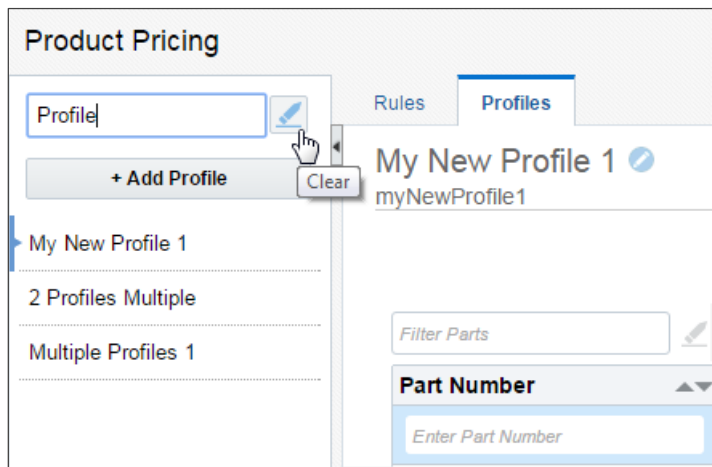 Product Pricing
Profile
+ Add Profile
Clear
My New Profile 1
2 Profiles Multiple
Multiple Profiles 1
Rules
Profiles
My New Profile 1
myNewProfile1
Filter Parts
Part Number
Enter Part Number